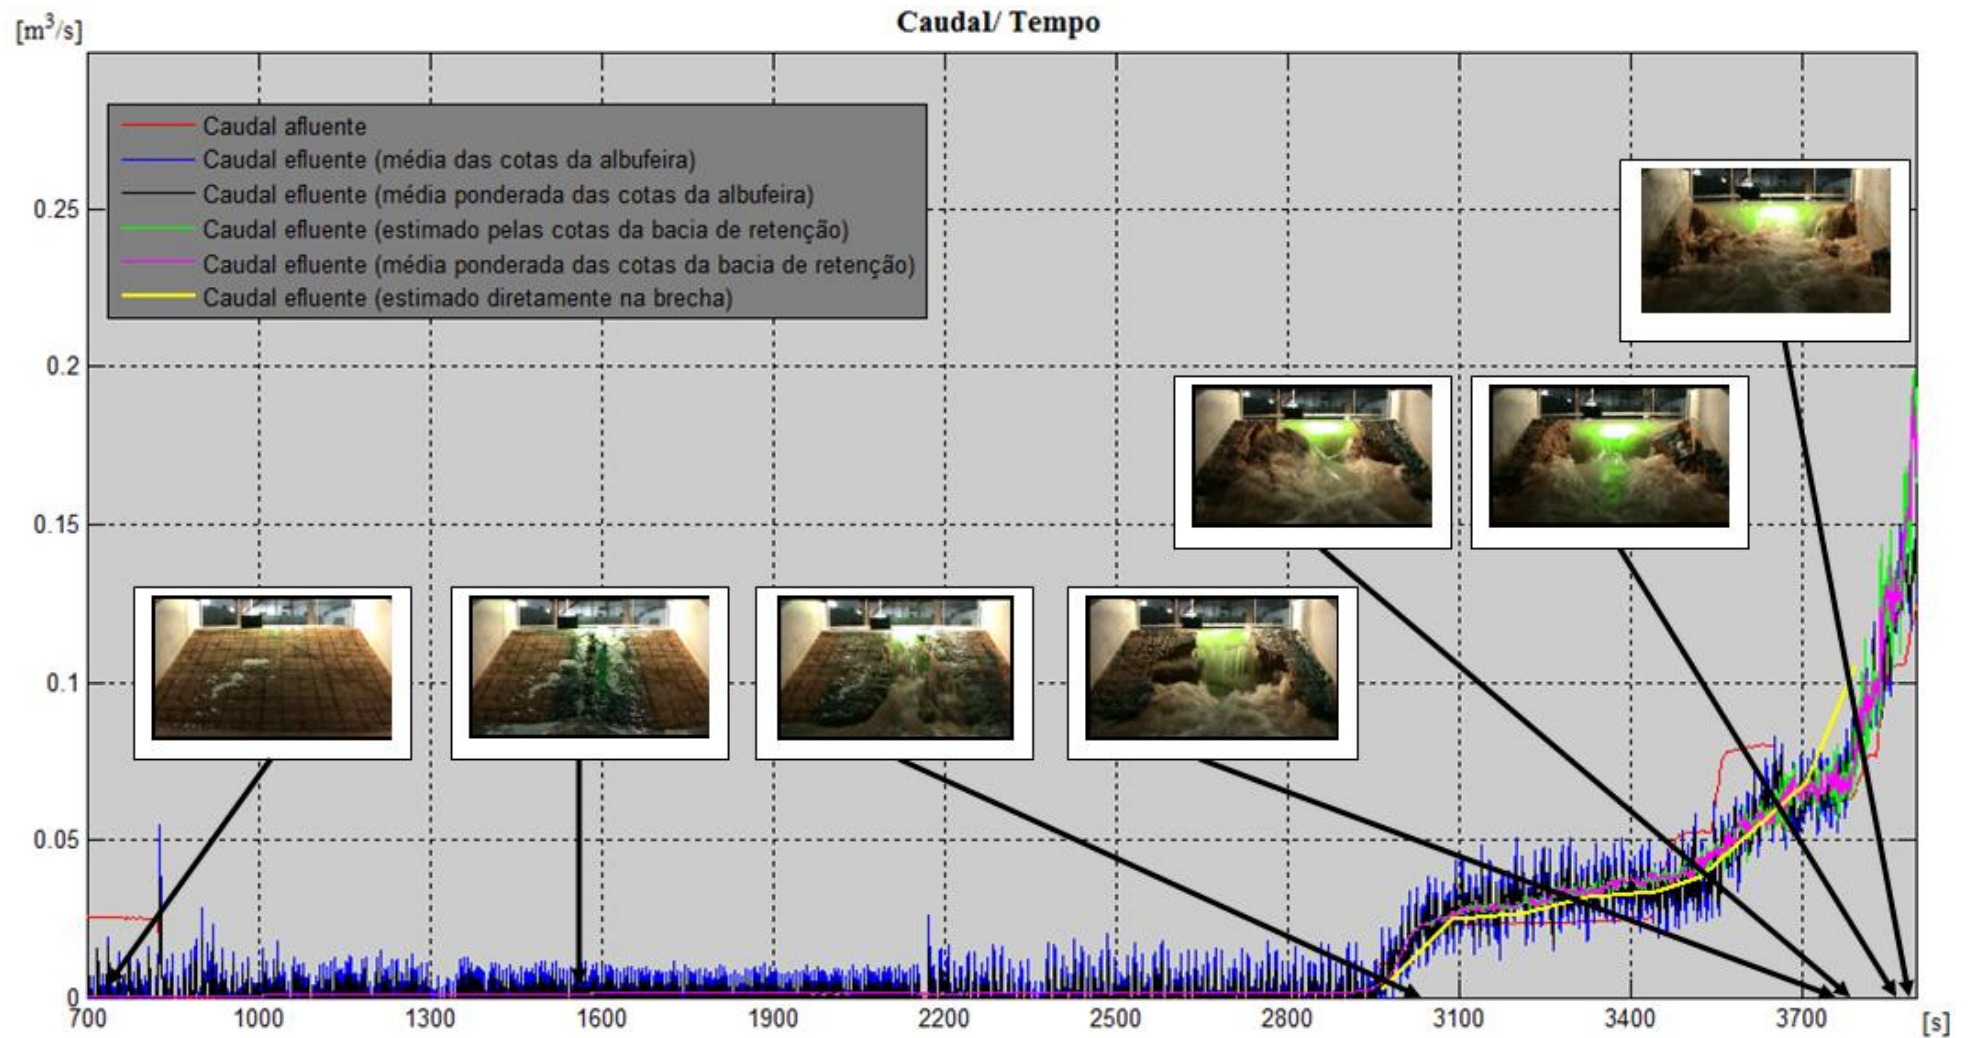 Caudal/ Tempo
[m³/s]
Caudal afluente
Caudal efluente (média das cotas da albufeira)
Caudal efluente (média ponderada das cotas da albufeira)
Caudal efluente (estimado pelas cotas da bacia de retenção)
Caudal efluente (média ponderada das cotas da bacia de retenção)
Caudal efluente (estimado diretamente na brecha)
0.25
0.2
0.15
0.1
0.05
0
700 1000 1300 1600 1900 2200 2500 2800 3100 3400 3700 [s]